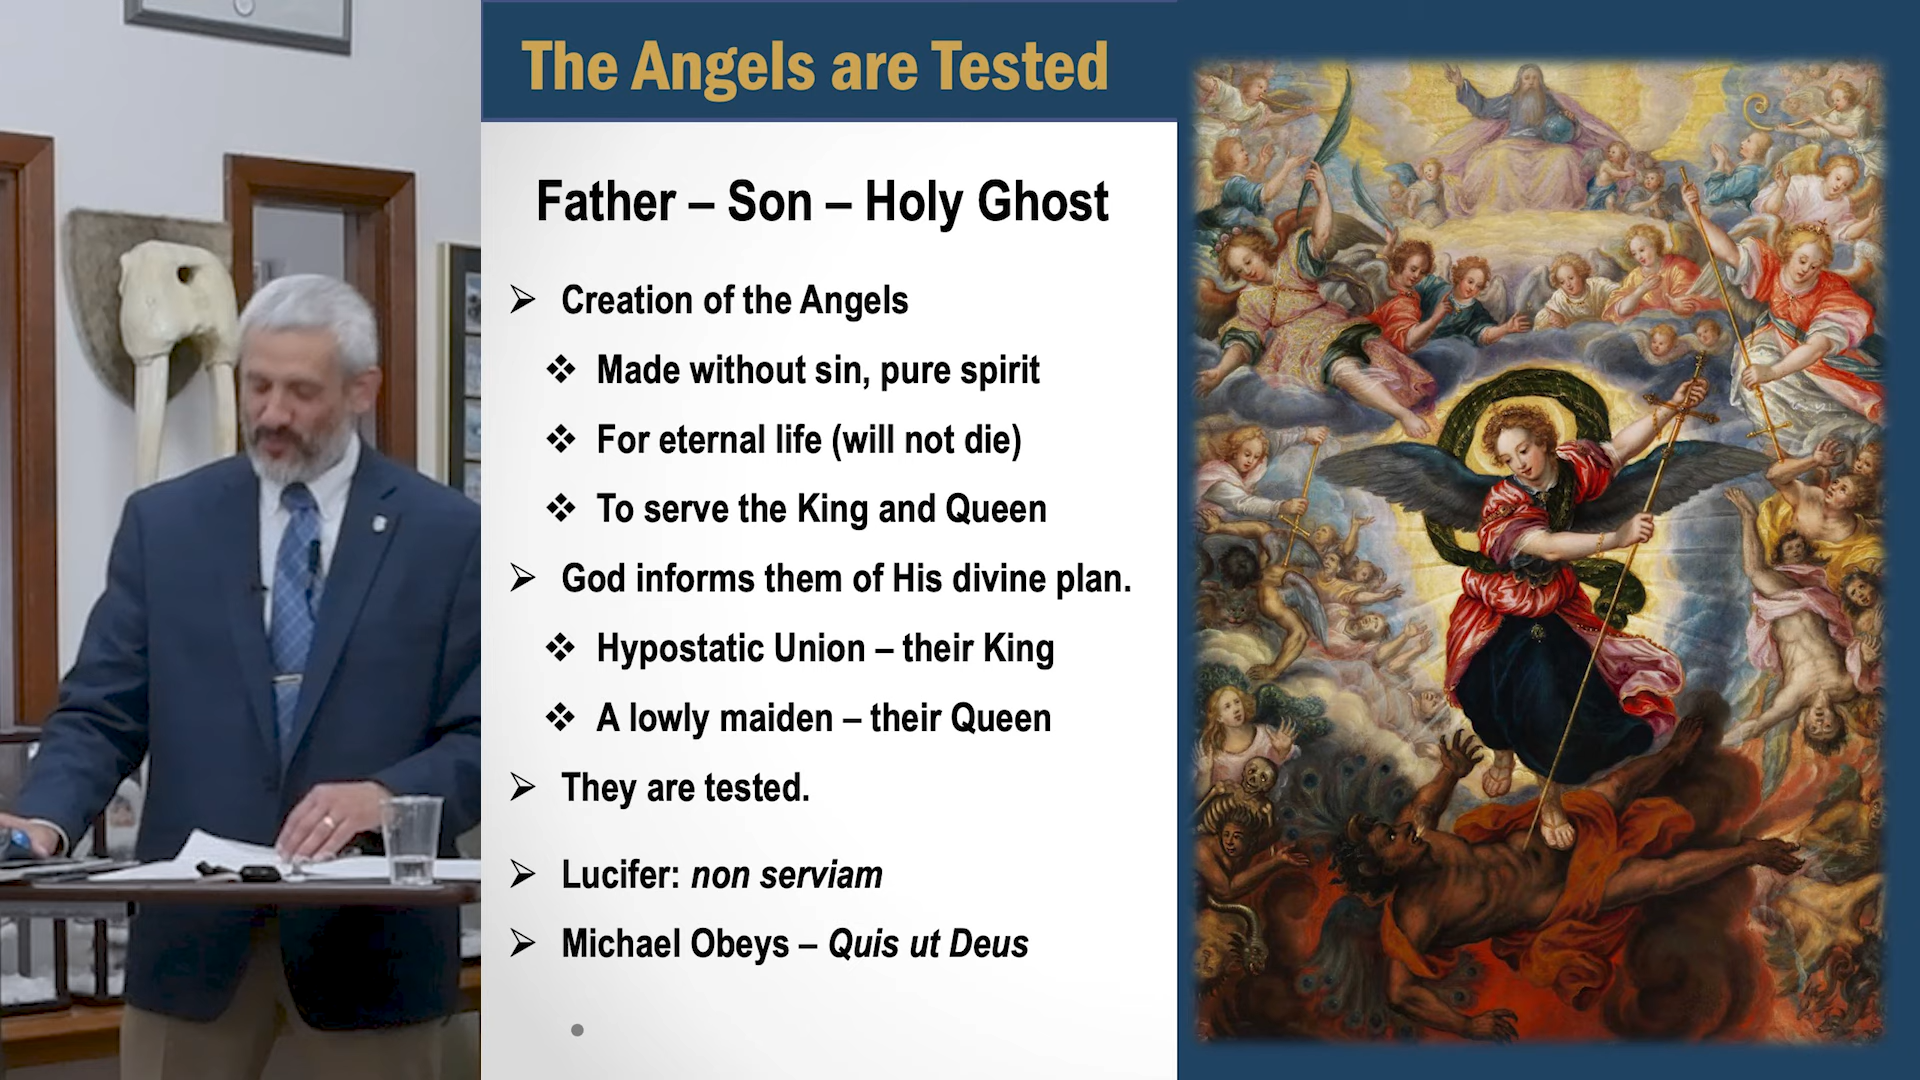 The Angels are Tested
Father – Son – Holy Ghost
➢ Creation of the Angels
❖ Made without sin, pure spirit
❖ For eternal life (will not die)
❖ To serve the King and Queen
➢ God informs them of His divine plan.
❖ Hypostatic Union – their King
❖ A lowly maiden – their Queen
➢ They are tested.
➢ Lucifer: non serviam
➢ Michael Obeys – Quis ut Deus